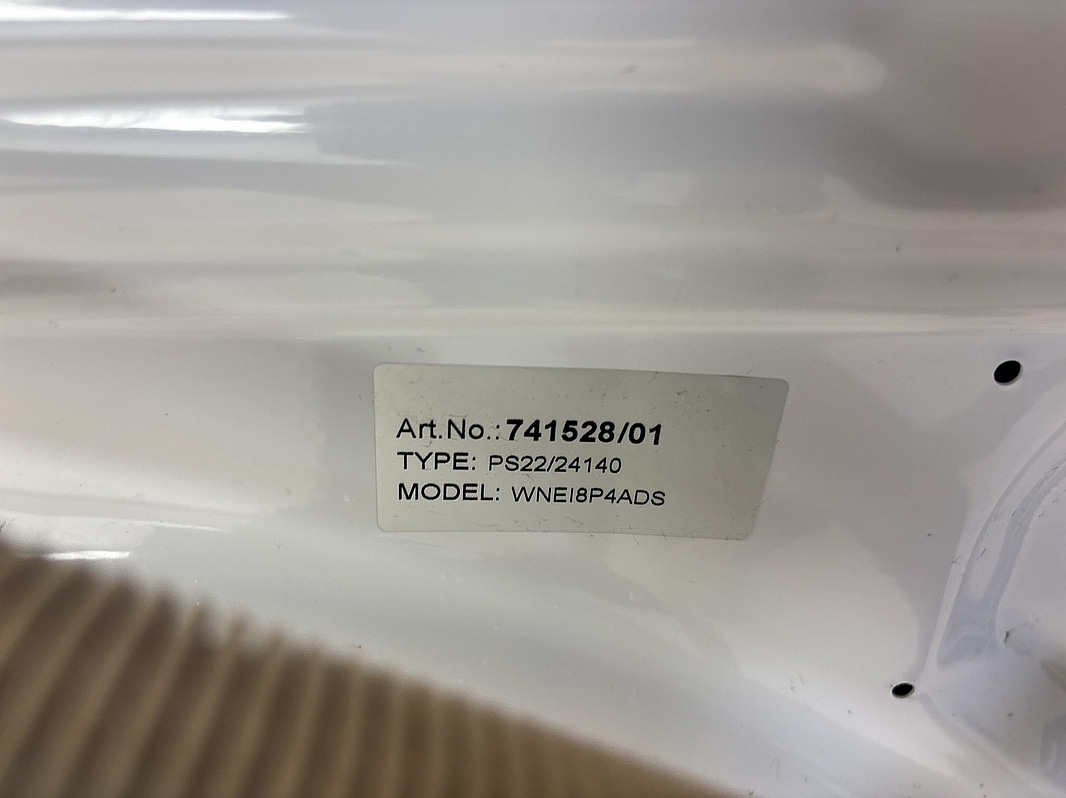 Art.No.: 741528/01
TYPE: PS22/24140
MODEL: WNEI8P4ADS